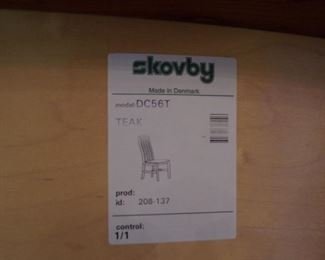 skovby
Made in Denmark
model: DC56T
TEAK
prod:
id: 208-137
control:
1/1